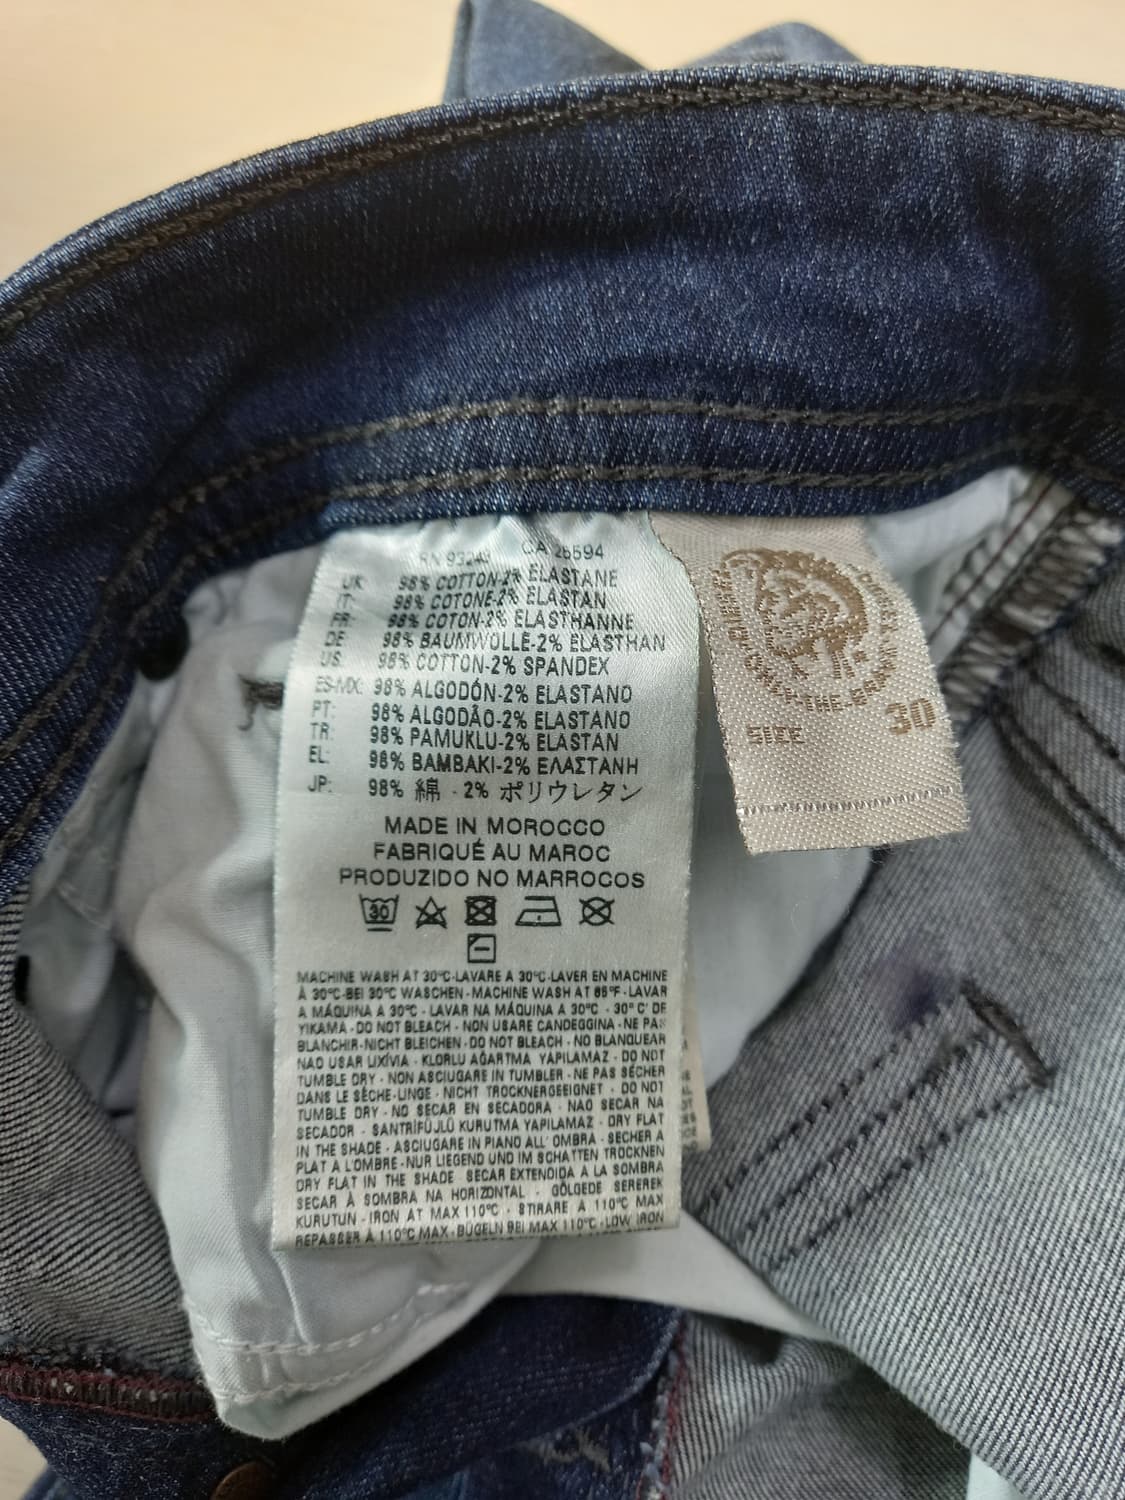 RN 93243 CA 25594
UK: 98% COTTON-2% ELASTANE
IT: 98% COTONE-2% ELASTAN
FR: 98% COTON-2% ELASTHANNE
DE: 98% BAUMWOLLE-2% ELASTHAN
US: 98% COTTON-2% SPANDEX
ES-MX: 98% ALGODÓN-2% ELASTANO
PT: 98% ALGODÃO-2% ELASTANO
TR: 98% PAMUKLU-2% ELASTAN
EL: 98% ΒΑΜΒΑΚΙ-2% ΕΛΑΣΤΑΝΗ
JP: 98% 綿 - 2% ポリウレタン
MADE IN MOROCCO
FABRIQUÉ AU MAROC
PRODUZIDO NO MARROCOS
30
MACHINE WASH AT 30°C-LAVARE A 30°C-LAVER EN MACHINE
À 30°C-BEI 30°C WASCHEN-MACHINE WASH AT 85°F-LAVAR
A MÁQUINA A 30°C - LAVAR NA MÁQUINA A 30°C - 30°C' DE
YIKAMA - DO NOT BLEACH - NON USARE CANDEGGINA - NE PAS
BLANCHIR-NICHT BLEICHEN - DO NOT BLEACH - NO BLANQUEAR
NAO USAR LIXÍVIA - KLORLU AĞARTMA YAPILAMAZ - DO NOT
TUMBLE DRY - NON ASCIUGARE IN TUMBLER - NE PAS SÉCHER
DANS LE SÈCHE-LINGE - NICHT TROCKNERGEEIGNET - DO NOT
TUMBLE DRY - NO SECAR EN SECADORA - NAO SECAR NA
SECADOR - SANTRİFÜJLÜ KURUTMA YAPILAMAZ - DRY FLAT
IN THE SHADE - ASCIUGARE IN PIANO ALL' OMBRA - SECHER A
PLAT A L'OMBRE - NUR LIEGEND UND IM SCHATTEN TROCKNEN
DRY FLAT IN THE SHADE SECAR EXTENDIDA A LA SOMBRA
SECAR À SOMBRA NA HORIZONTAL - GÖLGEDE SEREREK
KURUTUN - IRON AT MAX 110°C - STIRARE A 110°C MAX
REPASSER À 110°C MAX - BÜGELN BEI MAX 110°C - LOW IRON
ONLY-THE-BRAVE
SIZE 30